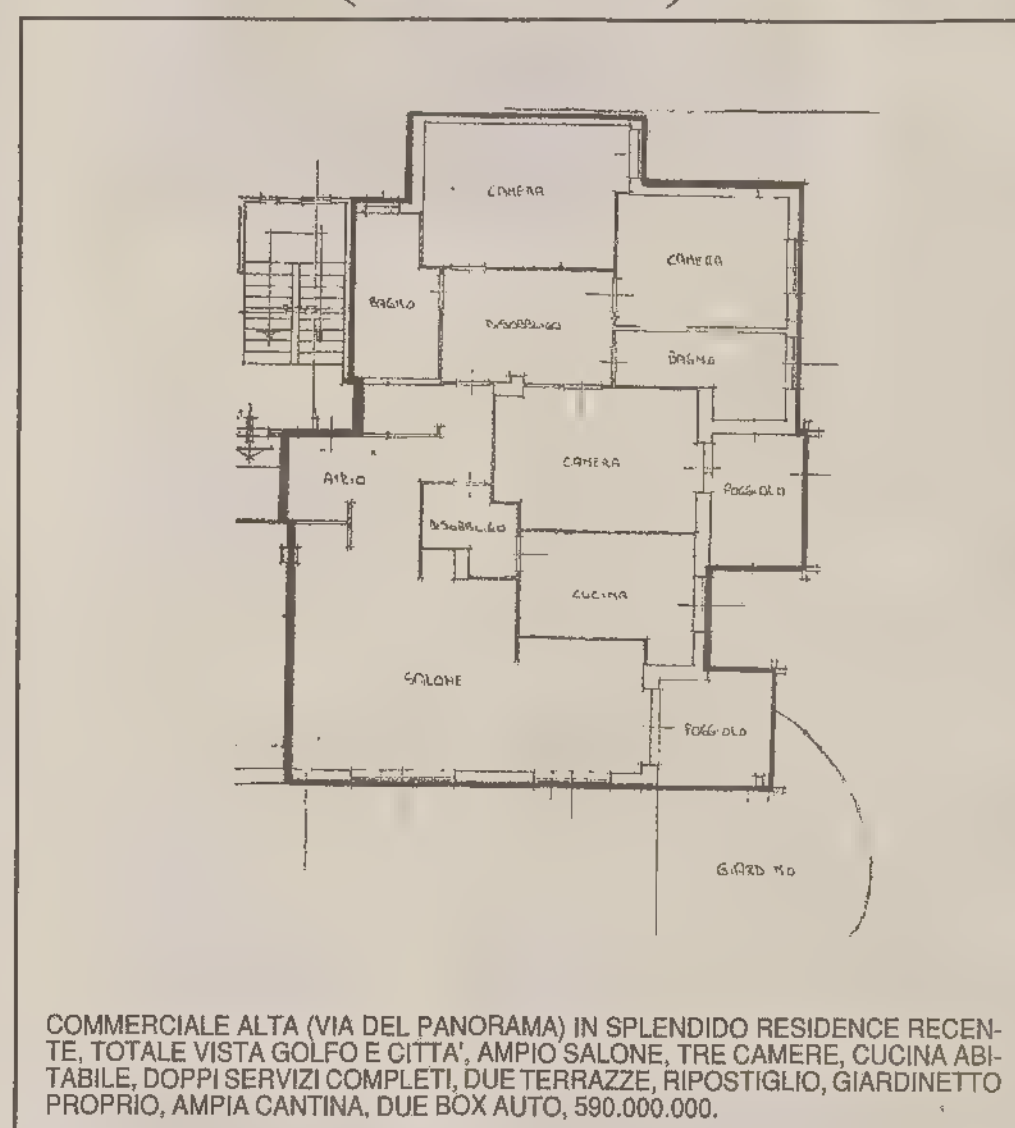 CAMERA
CAMERA
BAGNO
DISOBBLIGO
BAGNO
CAMERA
ATRIO
POGGIOLO
DISOBBLIGO
CUCINA
SALONE
POGGIOLO
GIARDINO
COMMERCIALE ALTA (VIA DEL PANORAMA) IN SPLENDIDO RESIDENCE RECEN-
TE, TOTALE VISTA GOLFO E CITTA', AMPIO SALONE, TRE CAMERE, CUCINA ABI-
TABILE, DOPPI SERVIZI COMPLETI, DUE TERRAZZE, RIPOSTIGLIO, GIARDINETTO
PROPRIO, AMPIA CANTINA, DUE BOX AUTO, 590.000.000.